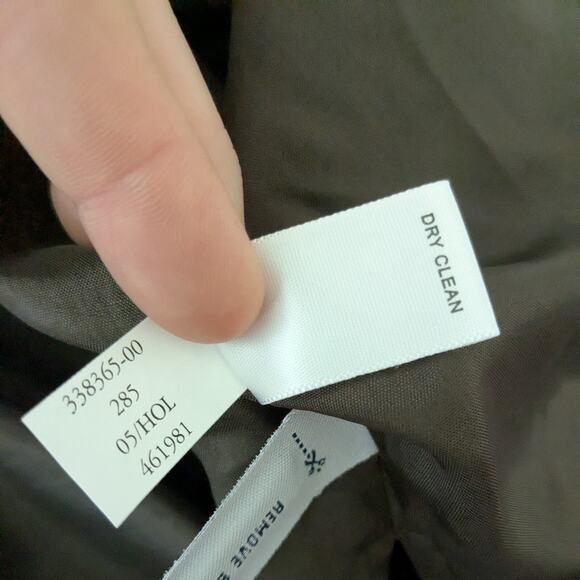 DRY CLEAN
338365-00
285
05/HOL
461981
REMOVE